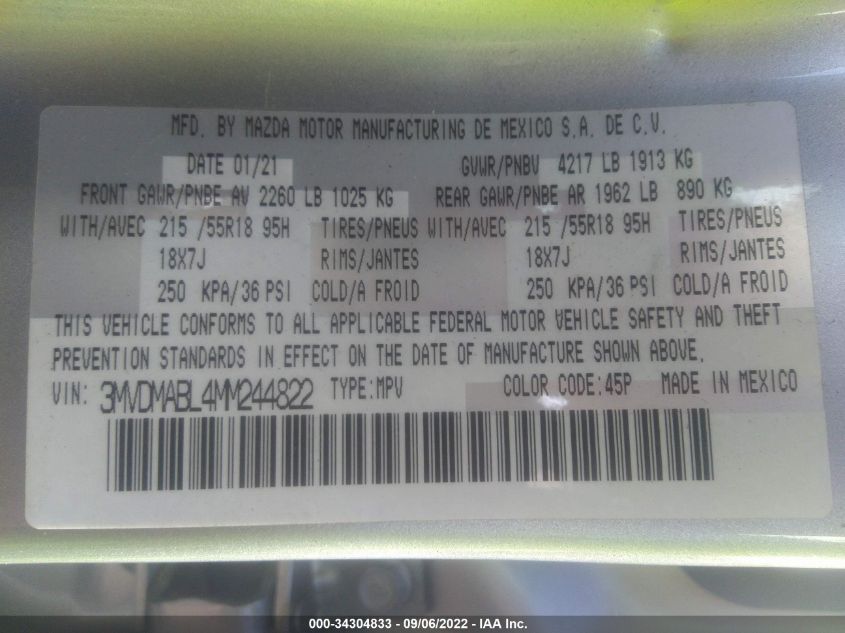 MFD. BY MAZDA MOTOR MANUFACTURING DE MEXICO S.A. DE C.V.
DATE 01/21 GVWR/PNBV 4217 LB 1913 KG
FRONT GAWR/PNBE AV 2260 LB 1025 KG REAR GAWR/PNBE AR 1962 LB 890 KG
WITH/AVEC 215 /55R18 95H TIRES/PNEUS WITH/AVEC 215 /55R18 95H TIRES/PNEUS
18X7J RIMS/JANTES 18X7J RIMS/JANTES
250 KPA/36 PSI COLD/A FROID 250 KPA/36 PSI COLD/A FROID
THIS VEHICLE CONFORMS TO ALL APPLICABLE FEDERAL MOTOR VEHICLE SAFETY AND THEFT
PREVENTION STANDARDS IN EFFECT ON THE DATE OF MANUFACTURE SHOWN ABOVE.
VIN: 3MVDMABL4MM244822 TYPE:MPV COLOR CODE:45P MADE IN MEXICO
000-34304833 - 09/06/2022 - IAA Inc.